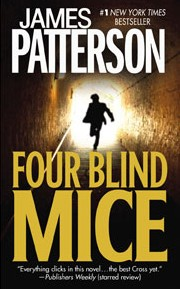 JAMES
#1 NEW YORK TIMES
BESTSELLER
PATTERSON
FOUR BLIND
MICE
"Everything clicks in this novel...the best Cross yet."
—Publishers Weekly (starred review)